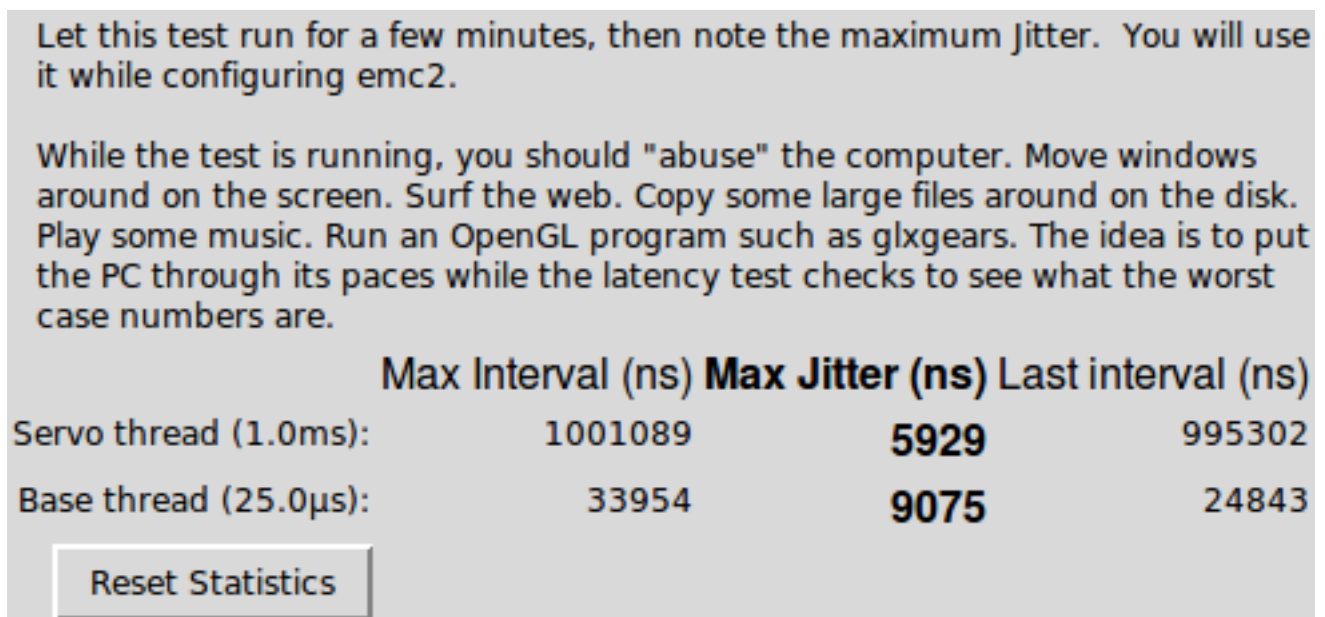 Let this test run for a few minutes, then note the maximum Jitter.  You will use
it while configuring emc2.
While the test is running, you should "abuse" the computer. Move windows
around on the screen. Surf the web. Copy some large files around on the disk.
Play some music. Run an OpenGL program such as glxgears. The idea is to put
the PC through its paces while the latency test checks to see what the worst
case numbers are.
Max Interval (ns) Max Jitter (ns) Last interval (ns)
Servo thread (1.0ms): 1001089 5929 995302
Base thread (25.0µs): 33954 9075 24843
Reset Statistics